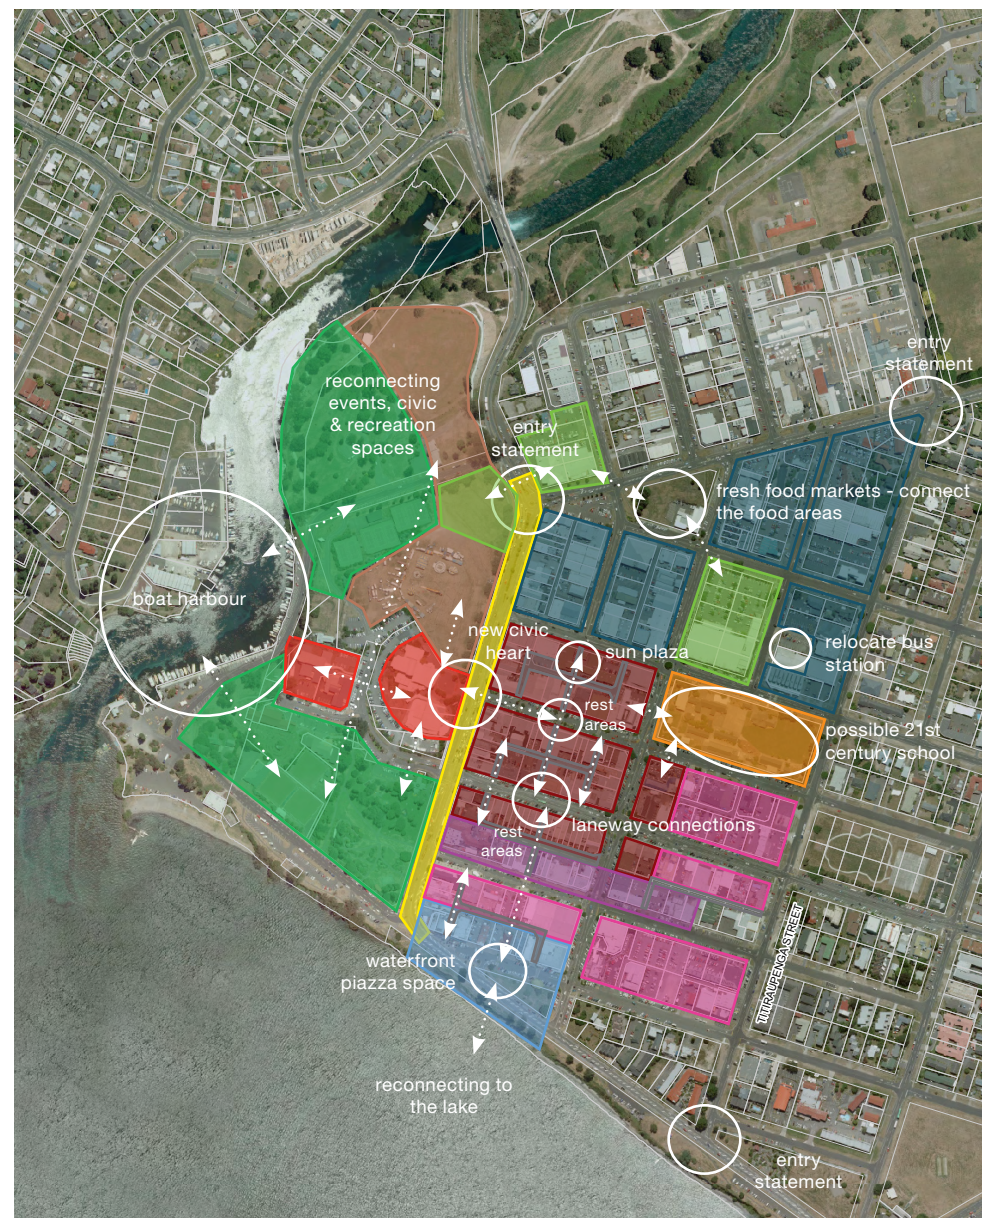 entry
statement
reconnecting
events, civic
& recreation
spaces
entry
statement
fresh food markets - connect
the food areas
boat harbour
new civic
heart
sun plaza
relocate bus
station
rest
areas
possible 21st
century school
laneway connections
rest
areas
TITIRAUPENGA STREET
waterfront
piazza space
reconnecting to
the lake
entry
statement